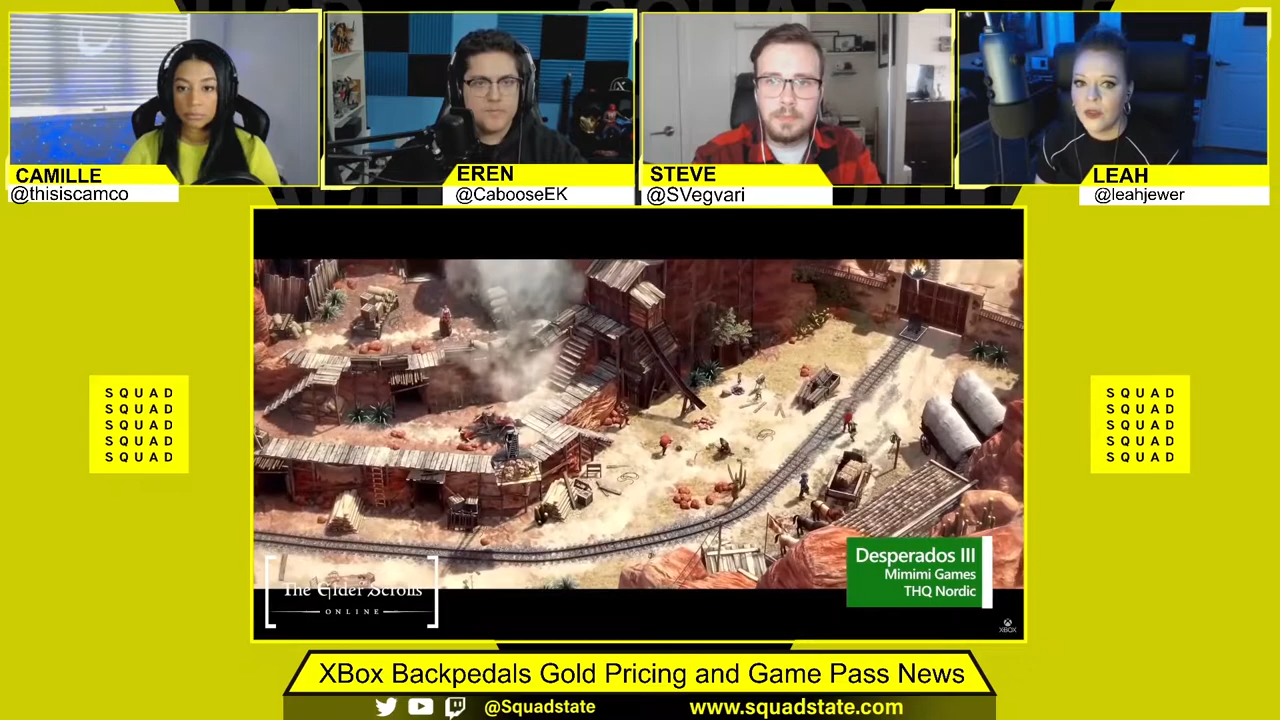 CAMILLE
@thisiscamco
EREN
@CabooseEK
STEVE
@SVegvari
LEAH
@leahjewer
SQUAD
SQUAD
SQUAD
SQUAD
SQUAD
SQUAD
SQUAD
SQUAD
SQUAD
SQUAD
The Elder Scrolls
ONLINE
Desperados III
Mimimi Games
THQ Nordic
XBOX
XBox Backpedals Gold Pricing and Game Pass News
@Squadstate
www.squadstate.com